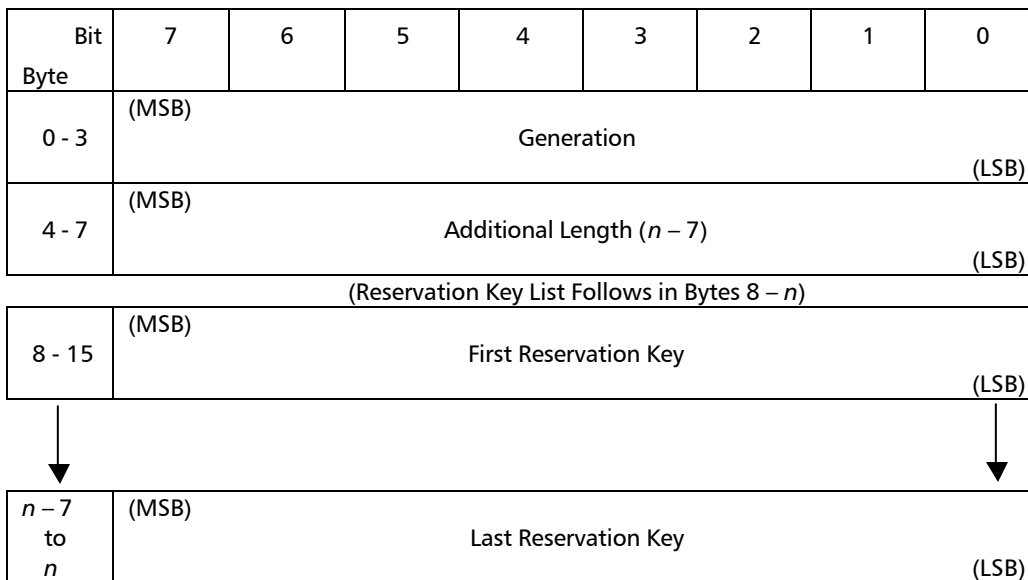 Bit 7 6 5 4 3 2 1 0
Byte
(MSB)
0 - 3 Generation
(LSB)
(MSB)
4 - 7 Additional Length (n – 7)
(LSB)
(Reservation Key List Follows in Bytes 8 – n)
(MSB)
8 - 15 First Reservation Key
(LSB)
n – 7 (MSB)
to Last Reservation Key
n (LSB)